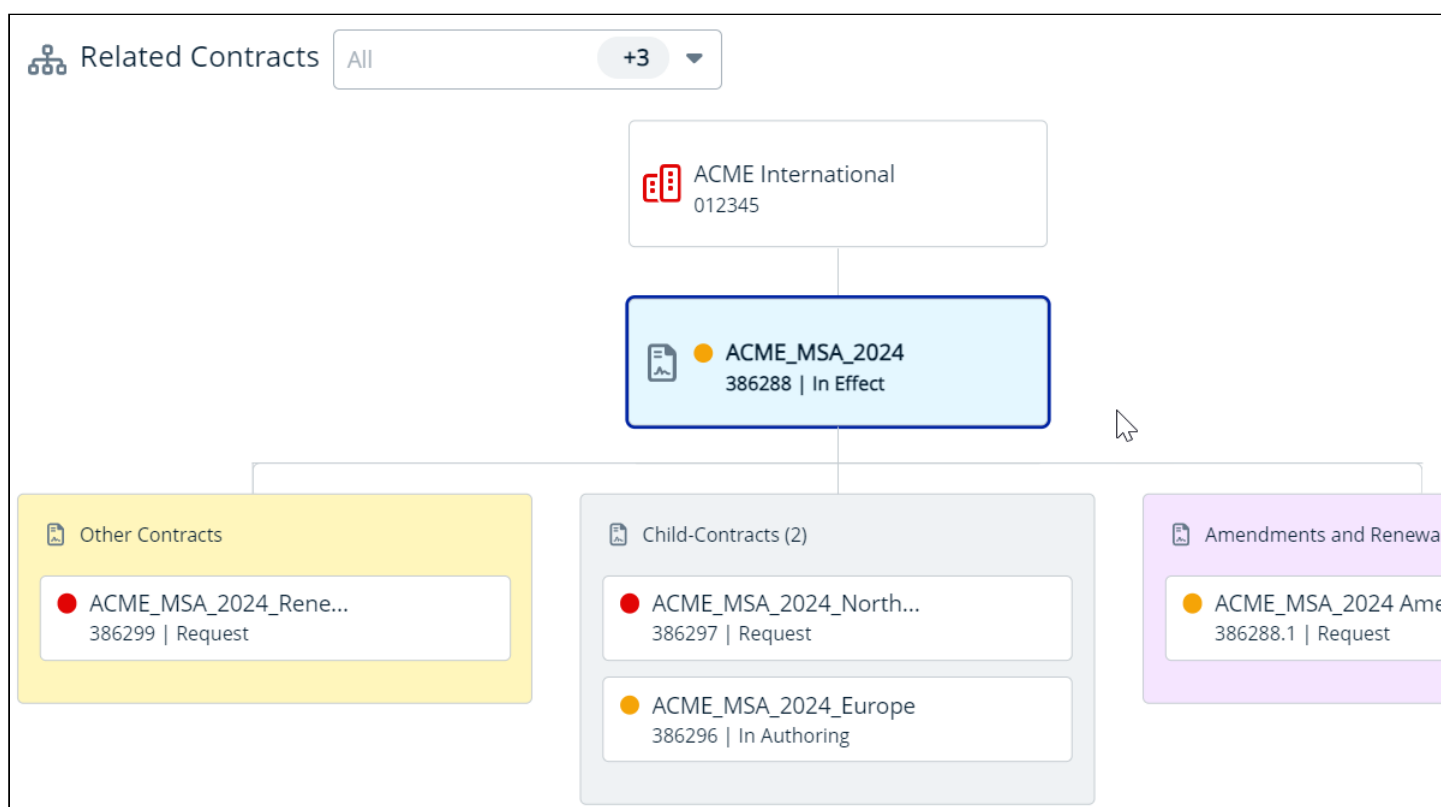 Related Contracts
All +3
ACME International
012345
ACME_MSA_2024
386288 | In Effect
Other Contracts
ACME_MSA_2024_Rene...
386299 | Request
Child-Contracts (2)
ACME_MSA_2024_North...
386297 | Request
ACME_MSA_2024_Europe
386296 | In Authoring
Amendments and Renewa
ACME_MSA_2024 Ame
386288.1 | Request